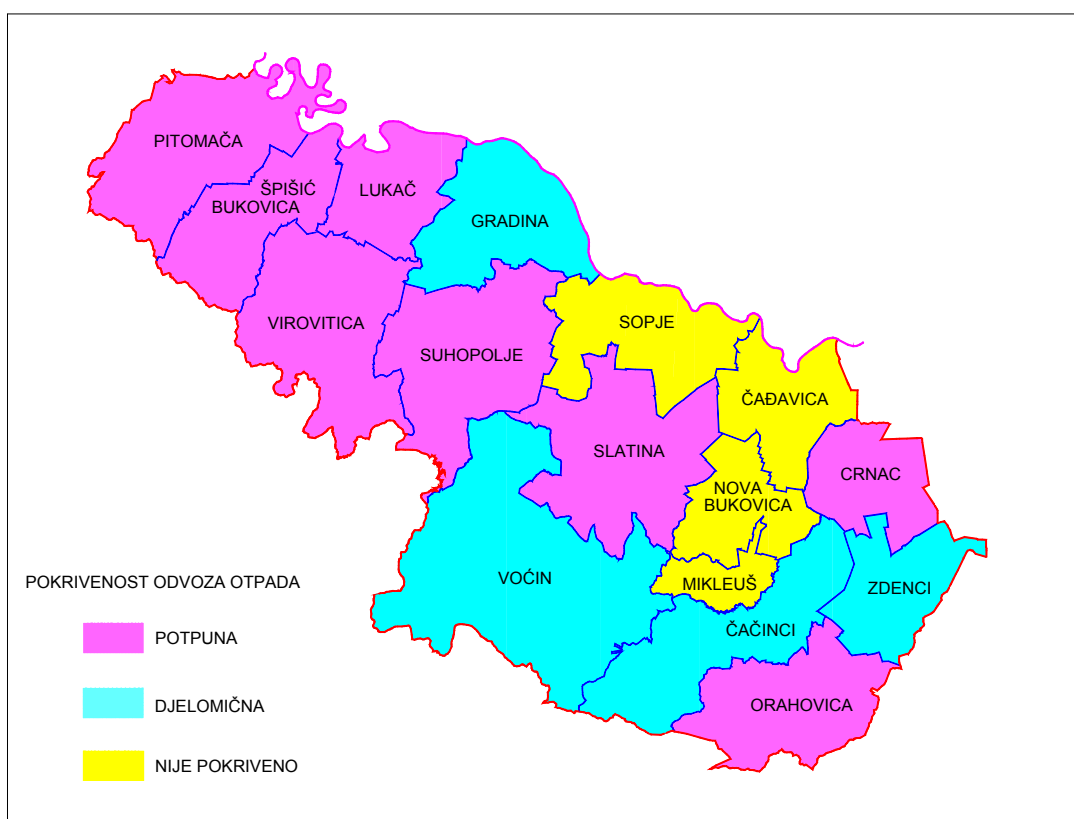 PITOMAČA
ŠPIŠIĆ
BUKOVICA
LUKAČ
GRADINA
VIROVITICA
SUHOPOLJE
SOPJE
ČAĐAVICA
SLATINA
CRNAC
NOVA
BUKOVICA
VOĆIN
MIKLEUŠ
ZDENCI
ČAČINCI
ORAHOVICA
POKRIVENOST ODVOZA OTPADA
POTPUNA
DJELOMIČNA
NIJE POKRIVENO